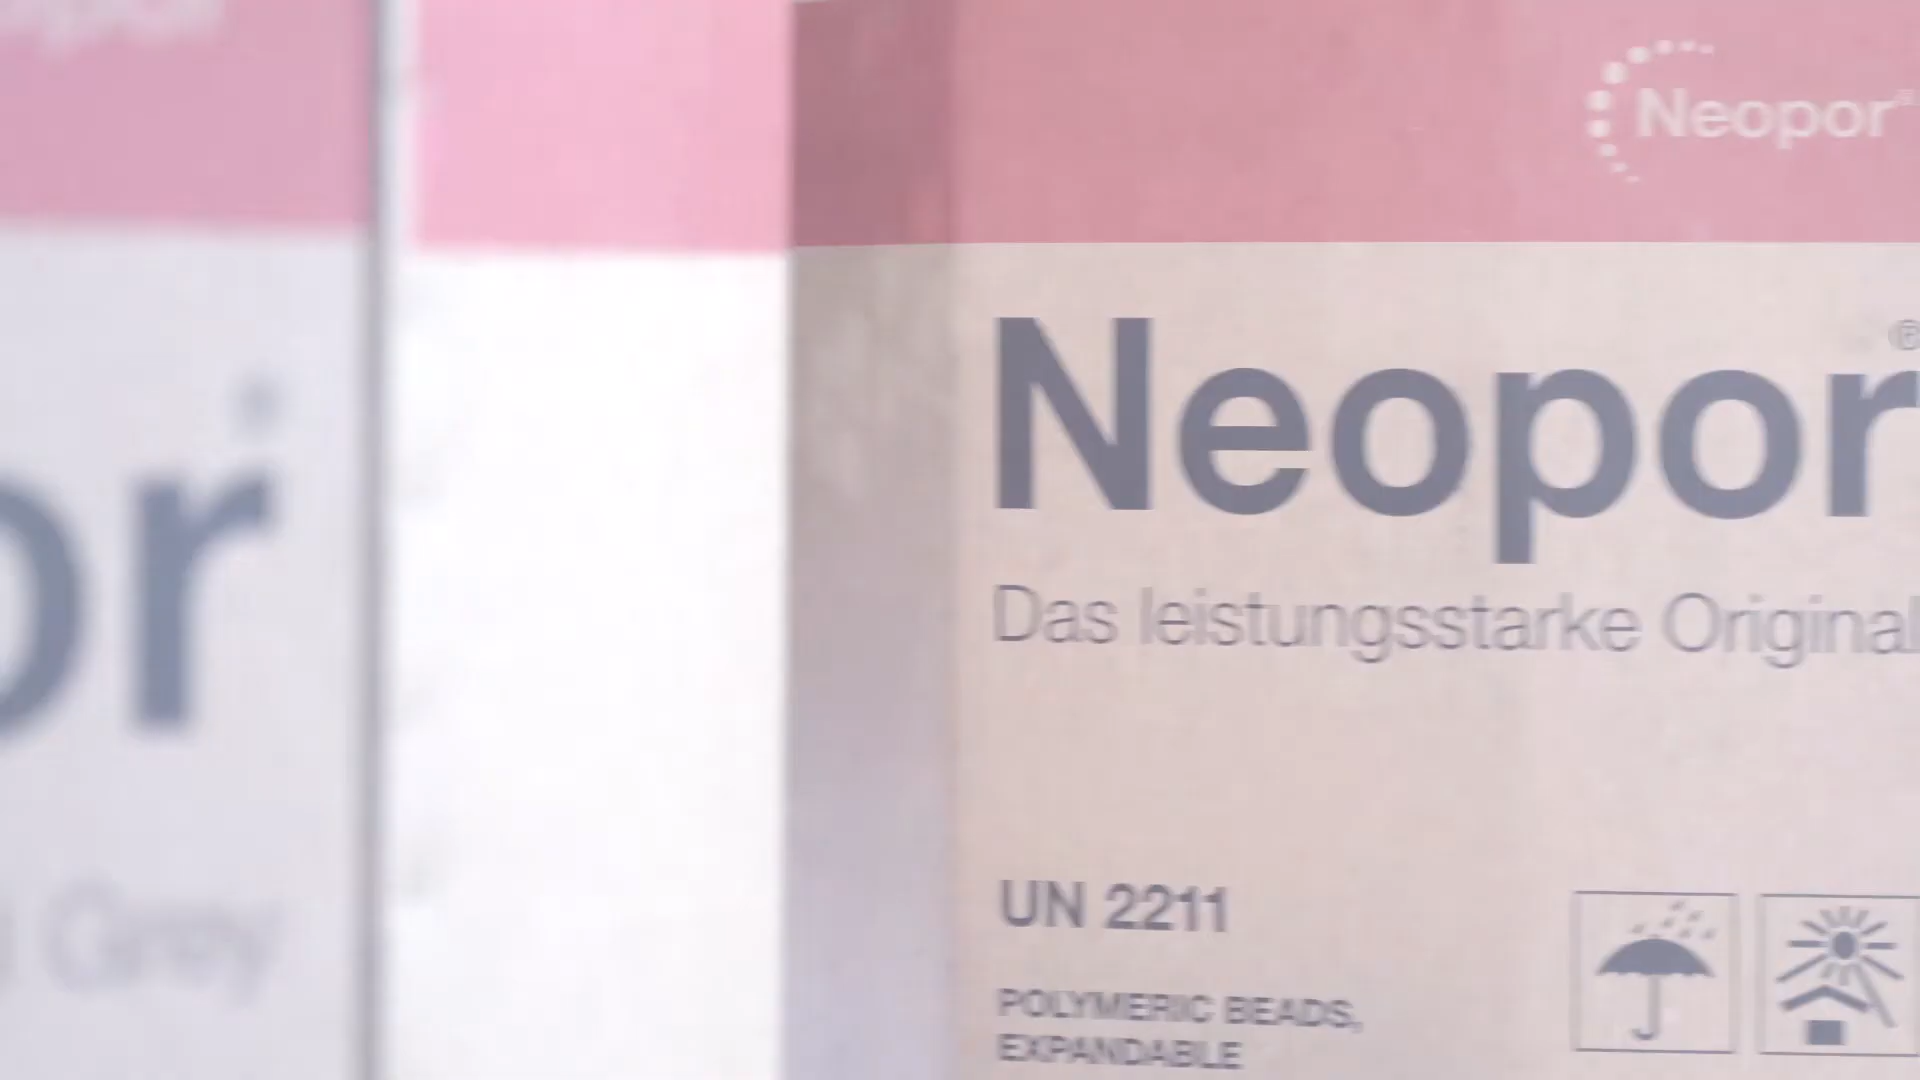 Neopor®
Neopor®
Das leistungsstarke Original
UN 2211
POLYMERIC BEADS,
EXPANDABLE
or
Grey